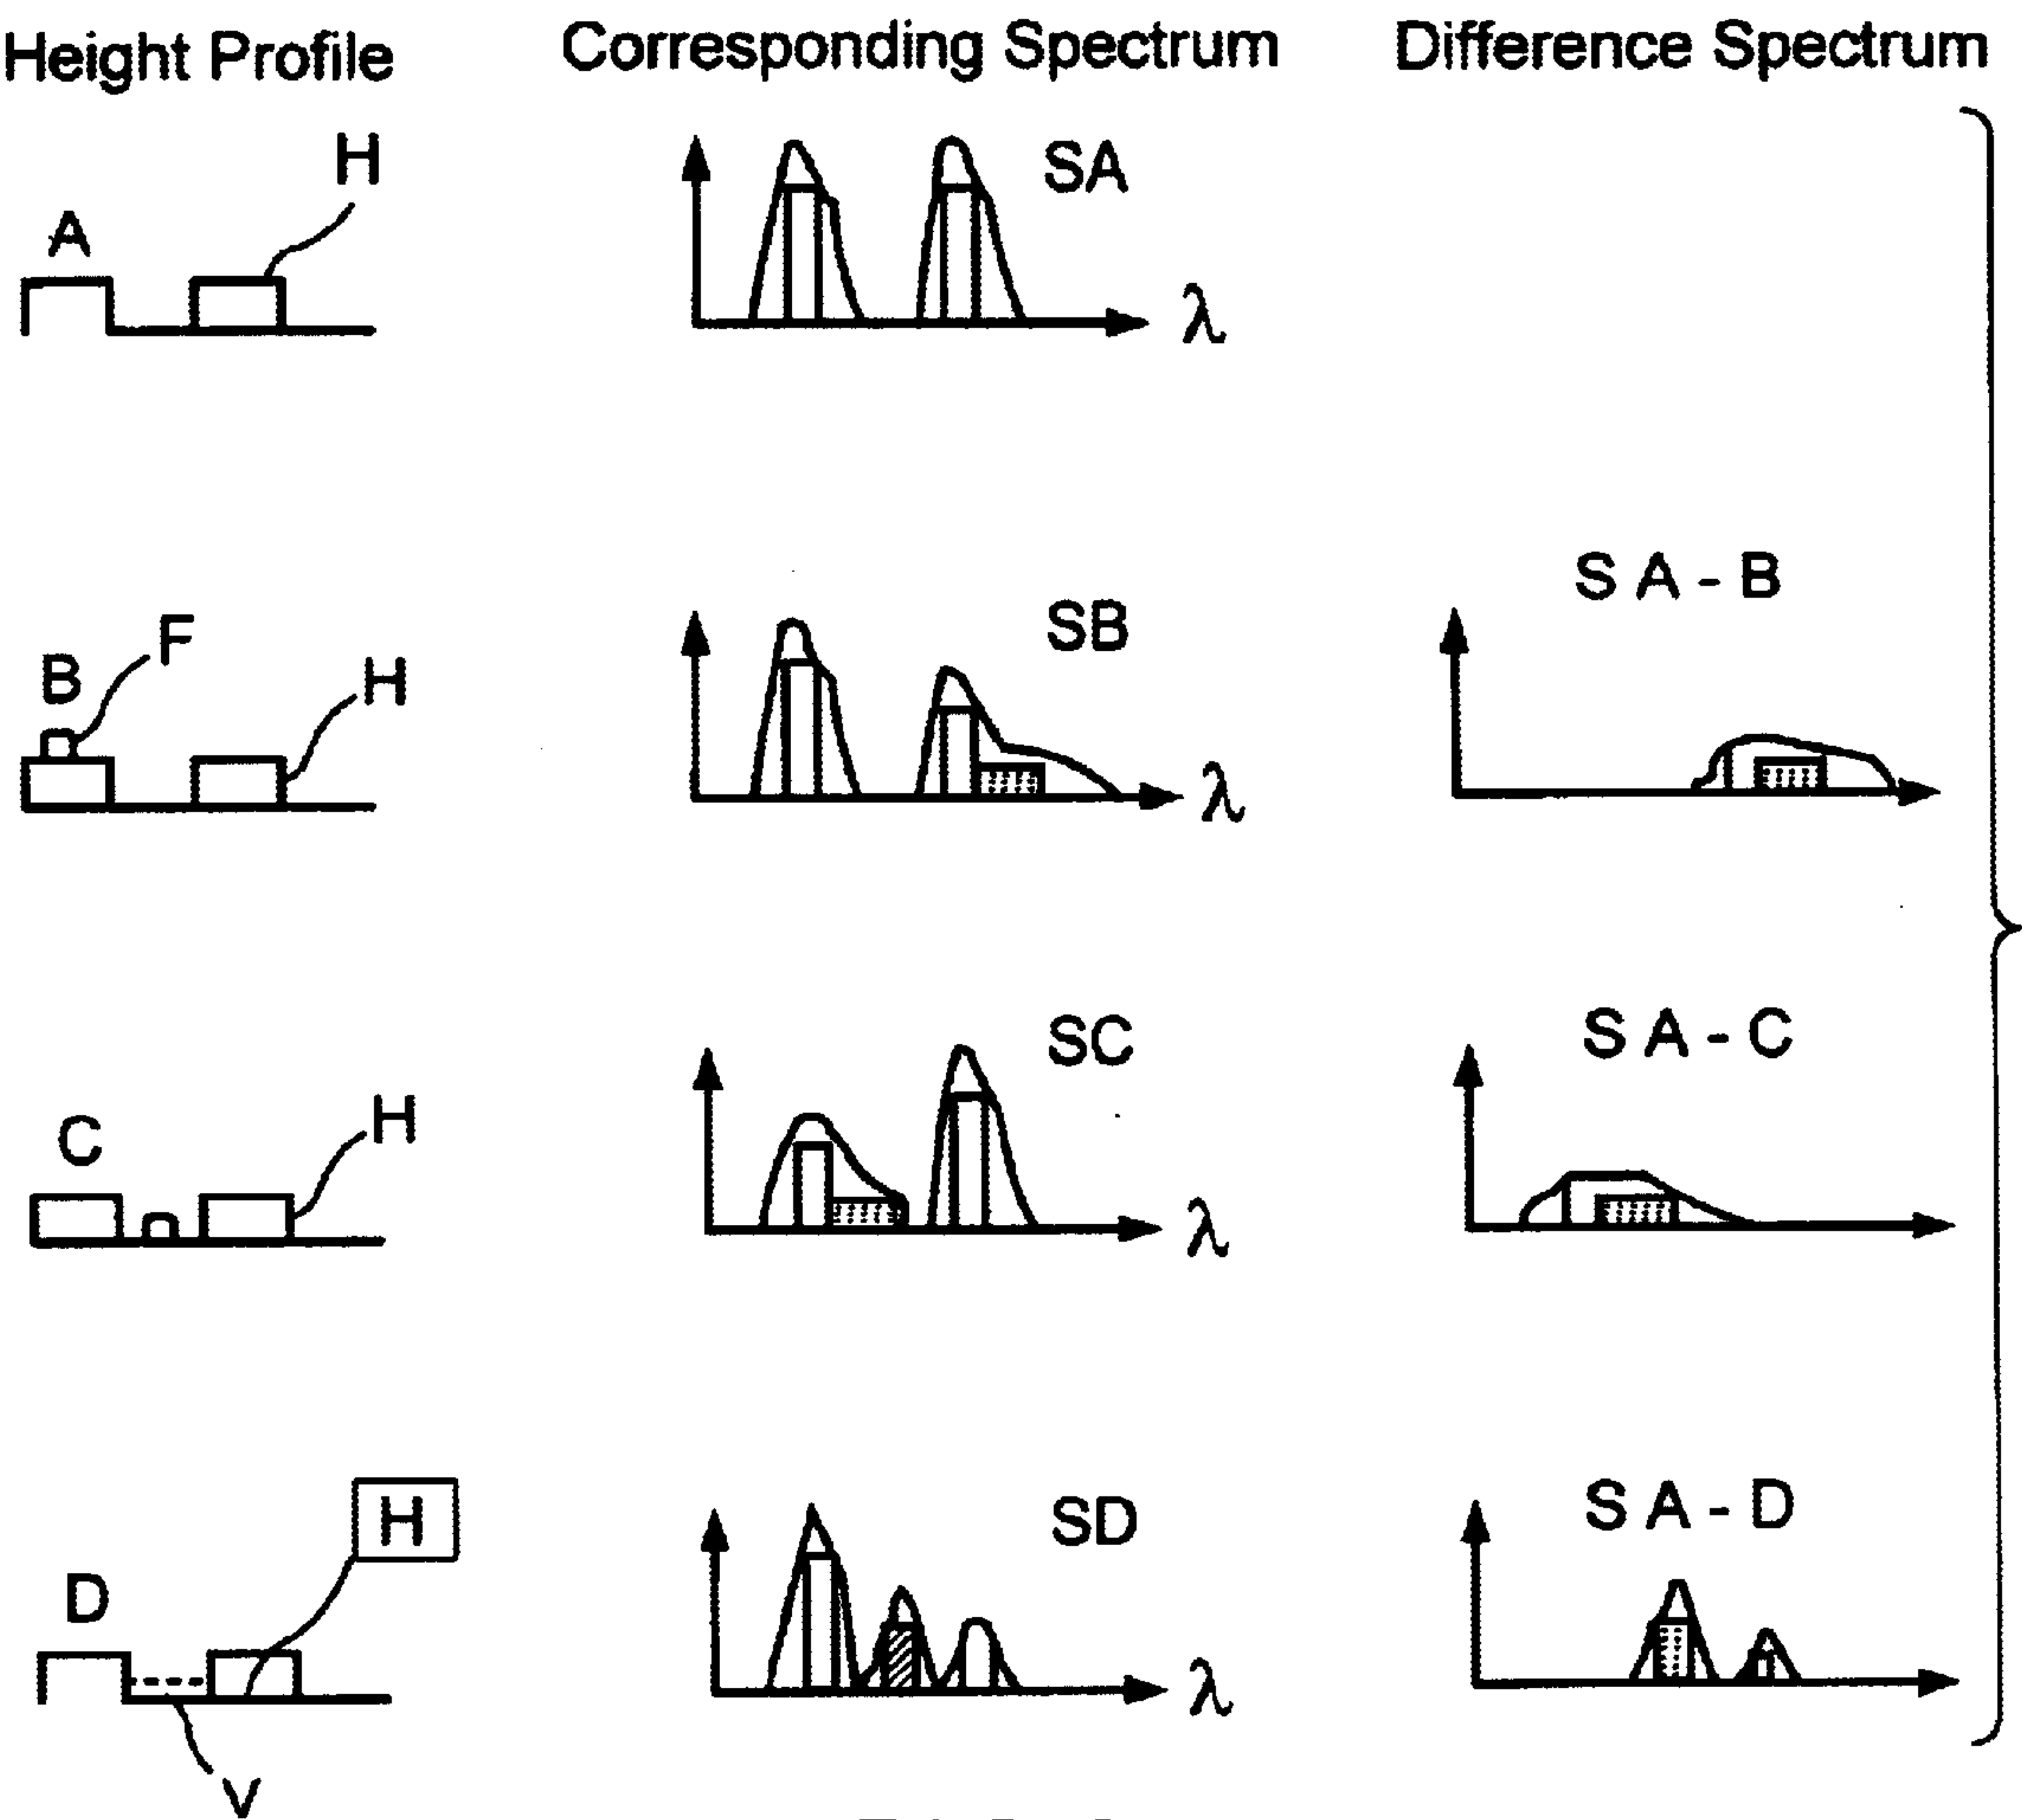 Height Profile Corresponding Spectrum Difference Spectrum
H
A
SA
λ
S A - B
F
B
H
SB
λ
S A - C
SC
C
H
λ
H
S A - D
SD
D
λ
V